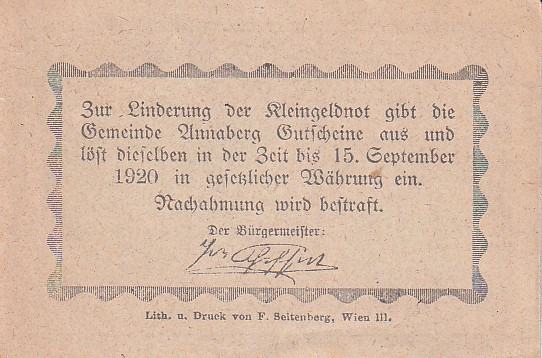 Zur Linderung der Kleingeldnot gibt die
Gemeinde Annaberg Gutscheine aus und
löst dieselben in der Zeit bis 15. September
1920 in gesetzlicher Währung ein.
Nachahmung wird bestraft.
Der Bürgermeister:
Lith. u. Druck von F. Seitenberg, Wien III.